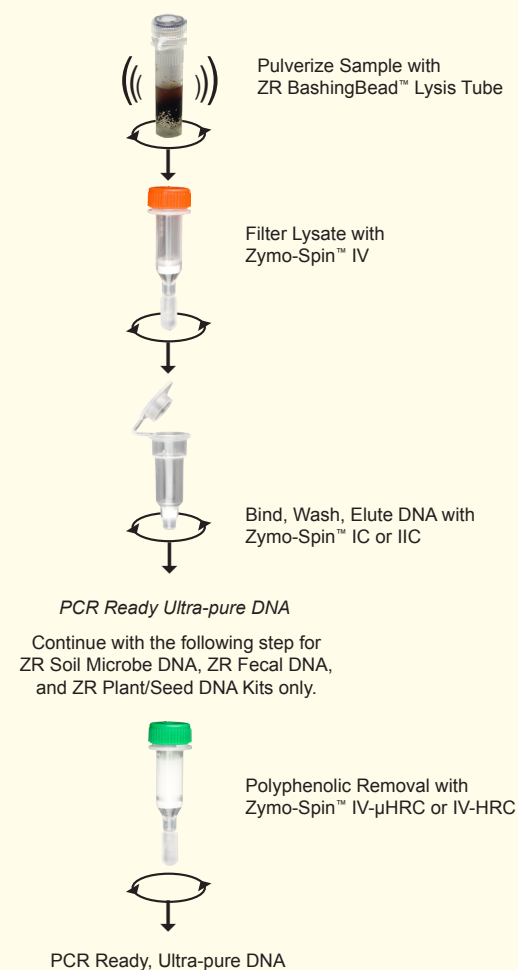 Pulverize Sample with
ZR BashingBead™ Lysis Tube
Filter Lysate with
Zymo-Spin™ IV
Bind, Wash, Elute DNA with
Zymo-Spin™ IC or IIC
PCR Ready Ultra-pure DNA
Continue with the following step for
ZR Soil Microbe DNA, ZR Fecal DNA,
and ZR Plant/Seed DNA Kits only.
Polyphenolic Removal with
Zymo-Spin™ IV-µHRC or IV-HRC
PCR Ready, Ultra-pure DNA